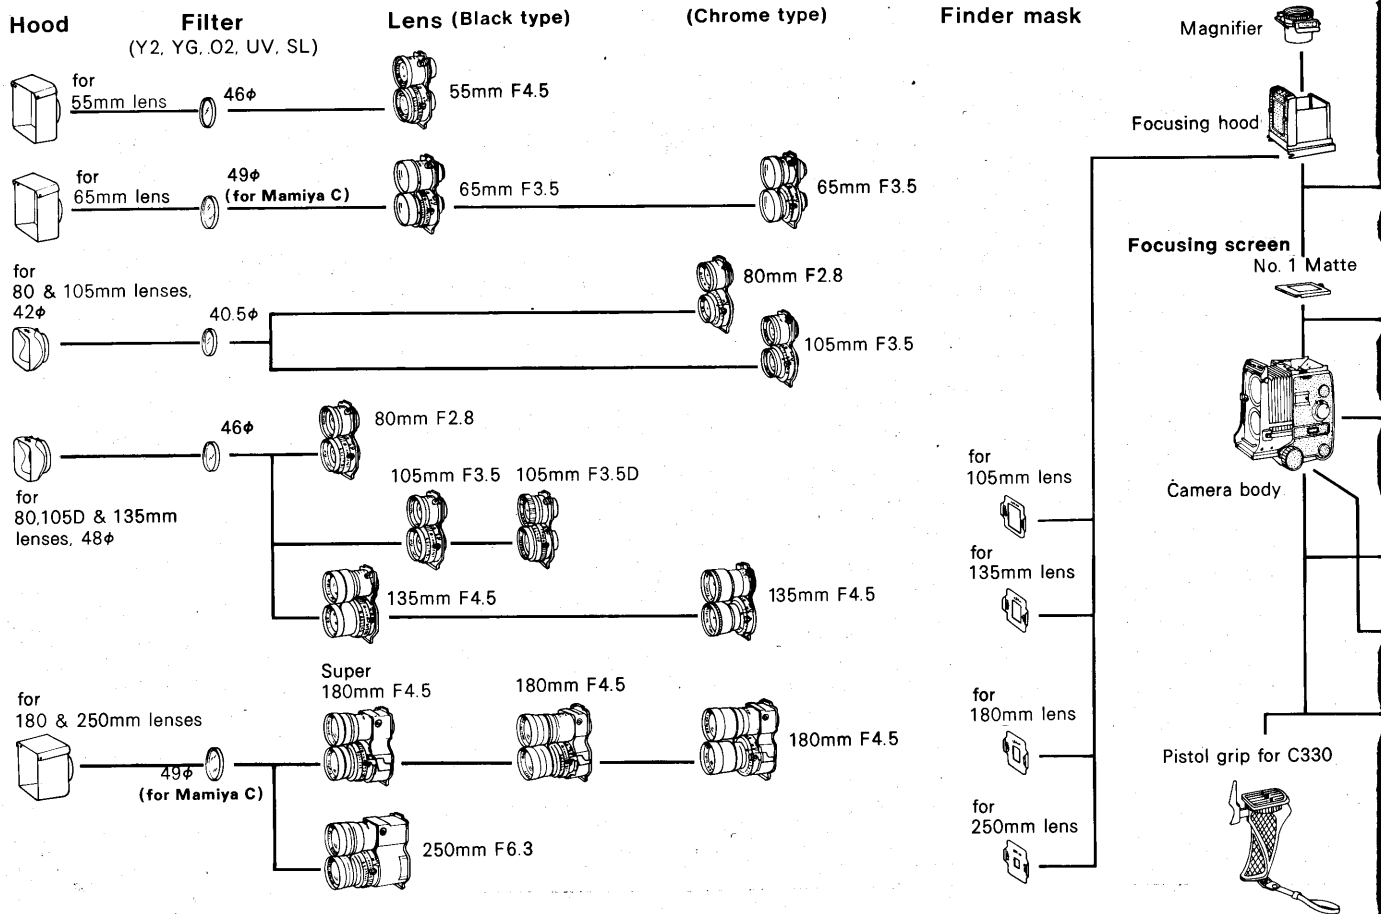 Hood
Filter
(Y2, YG, O2, UV, SL)
Lens (Black type)
(Chrome type)
Finder mask
Magnifier
for
55mm lens
46φ
55mm F4.5
Focusing hood
for
65mm lens
49φ
(for Mamiya C)
65mm F3.5
65mm F3.5
Focusing screen
No. 1 Matte
for
80 & 105mm lenses,
42φ
40.5φ
80mm F2.8
105mm F3.5
46φ
80mm F2.8
for
80,105D & 135mm
lenses, 48φ
105mm F3.5
105mm F3.5D
135mm F4.5
135mm F4.5
for
105mm lens
Camera body
for
135mm lens
for
180 & 250mm lenses
49φ
(for Mamiya C)
Super
180mm F4.5
180mm F4.5
180mm F4.5
250mm F6.3
for
180mm lens
for
250mm lens
Pistol grip for C330